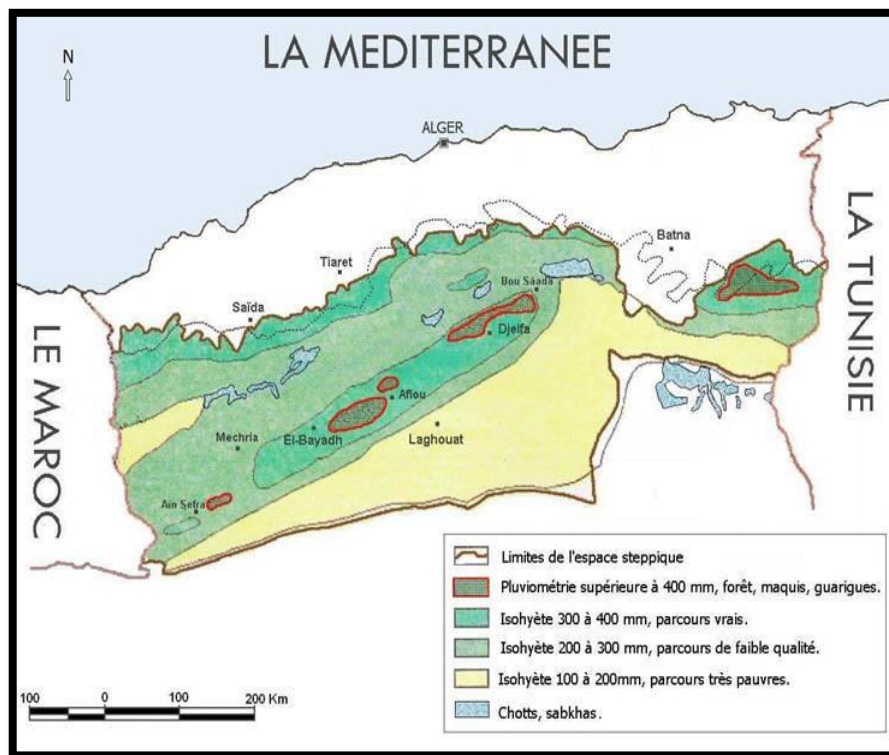 LA MEDITERRANEE
N
ALGER
LA TUNISIE
Batna
Tiaret
Bou Sâada
Saïda
Djelfa
LE MAROC
Aflou
Mechria
El-Bayadh
Laghouat
Ain Sefra
Limites de l'espace steppique
Pluviométrie supérieure à 400 mm, forêt, maquis, guarigues.
Isohyète 300 à 400 mm, parcours vrais.
Isohyète 200 à 300 mm, parcours de faible qualité.
Isohyète 100 à 200mm, parcours très pauvres.
Chotts, sabkhas.
100 0 100 200 Km